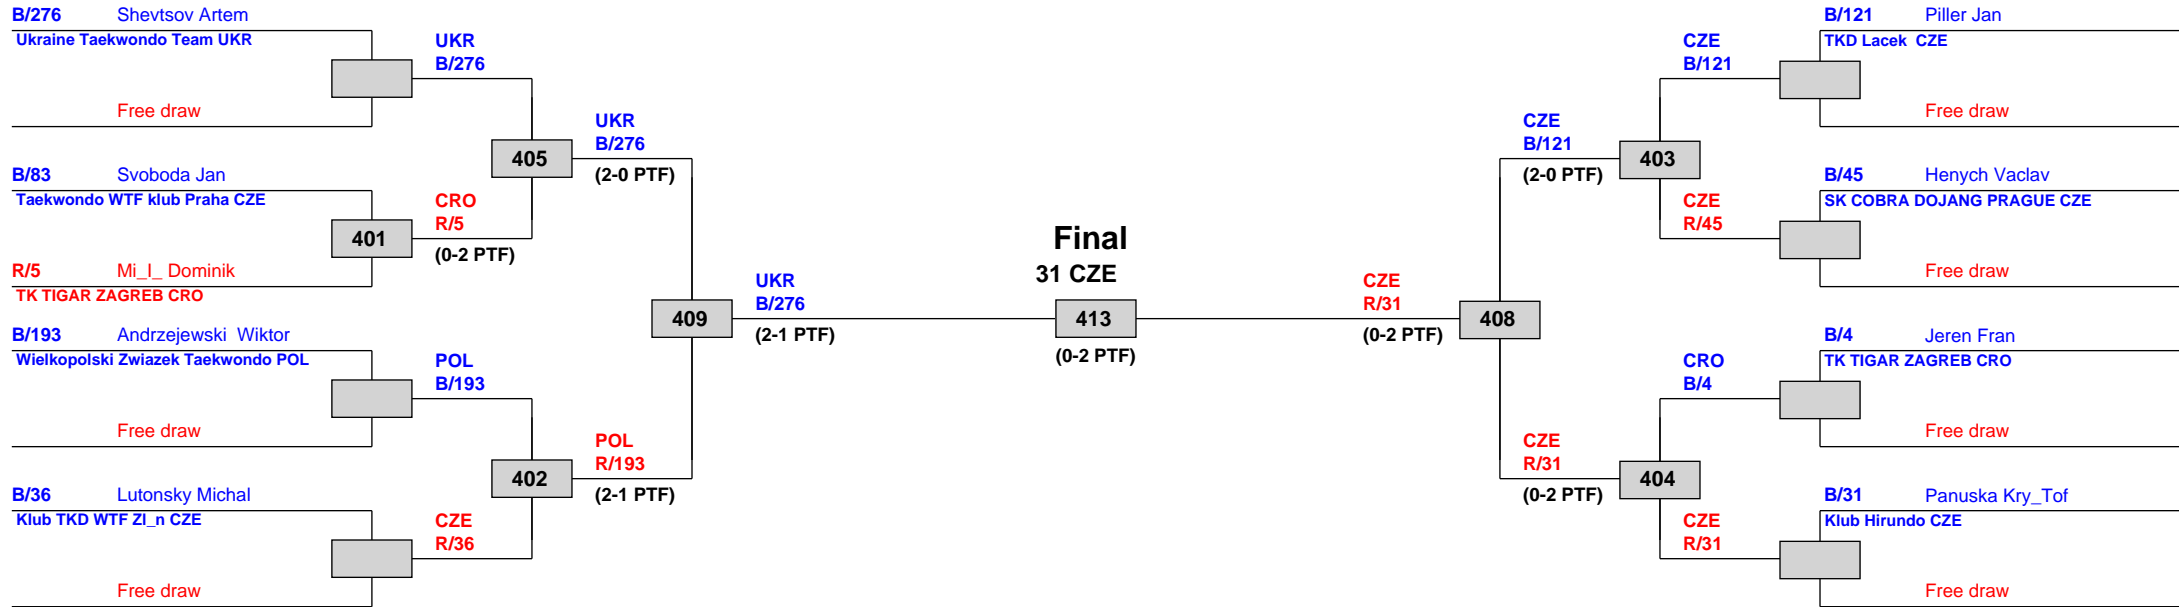 B/276 Shevtsov Artem
Ukraine Taekwondo Team UKR
Free draw
B/83 Svoboda Jan
Taekwondo WTF klub Praha CZE
R/5 Mi_I_ Dominik
TK TIGAR ZAGREB CRO
B/193 Andrzejewski  Wiktor
Wielkopolski Zwiazek Taekwondo POL
Free draw
B/36 Lutonsky Michal
Klub TKD WTF Zl_n CZE
Free draw
UKR
B/276
401
CRO
R/5
(0-2 PTF)
POL
B/193
CZE
R/36
405
UKR
B/276
(2-0 PTF)
402
POL
R/193
(2-1 PTF)
409
UKR
B/276
(2-1 PTF)
Final
31 CZE
413
(0-2 PTF)
CZE
R/31
(0-2 PTF)
408
CZE
B/121
(2-0 PTF)
403
CZE
R/31
(0-2 PTF)
404
CZE
B/121
CZE
R/45
CRO
B/4
CZE
R/31
B/121 Piller Jan
TKD Lacek  CZE
Free draw
B/45 Henych Vaclav
SK COBRA DOJANG PRAGUE CZE
Free draw
B/4 Jeren Fran
TK TIGAR ZAGREB CRO
Free draw
B/31 Panuska Kry_Tof
Klub Hirundo CZE
Free draw